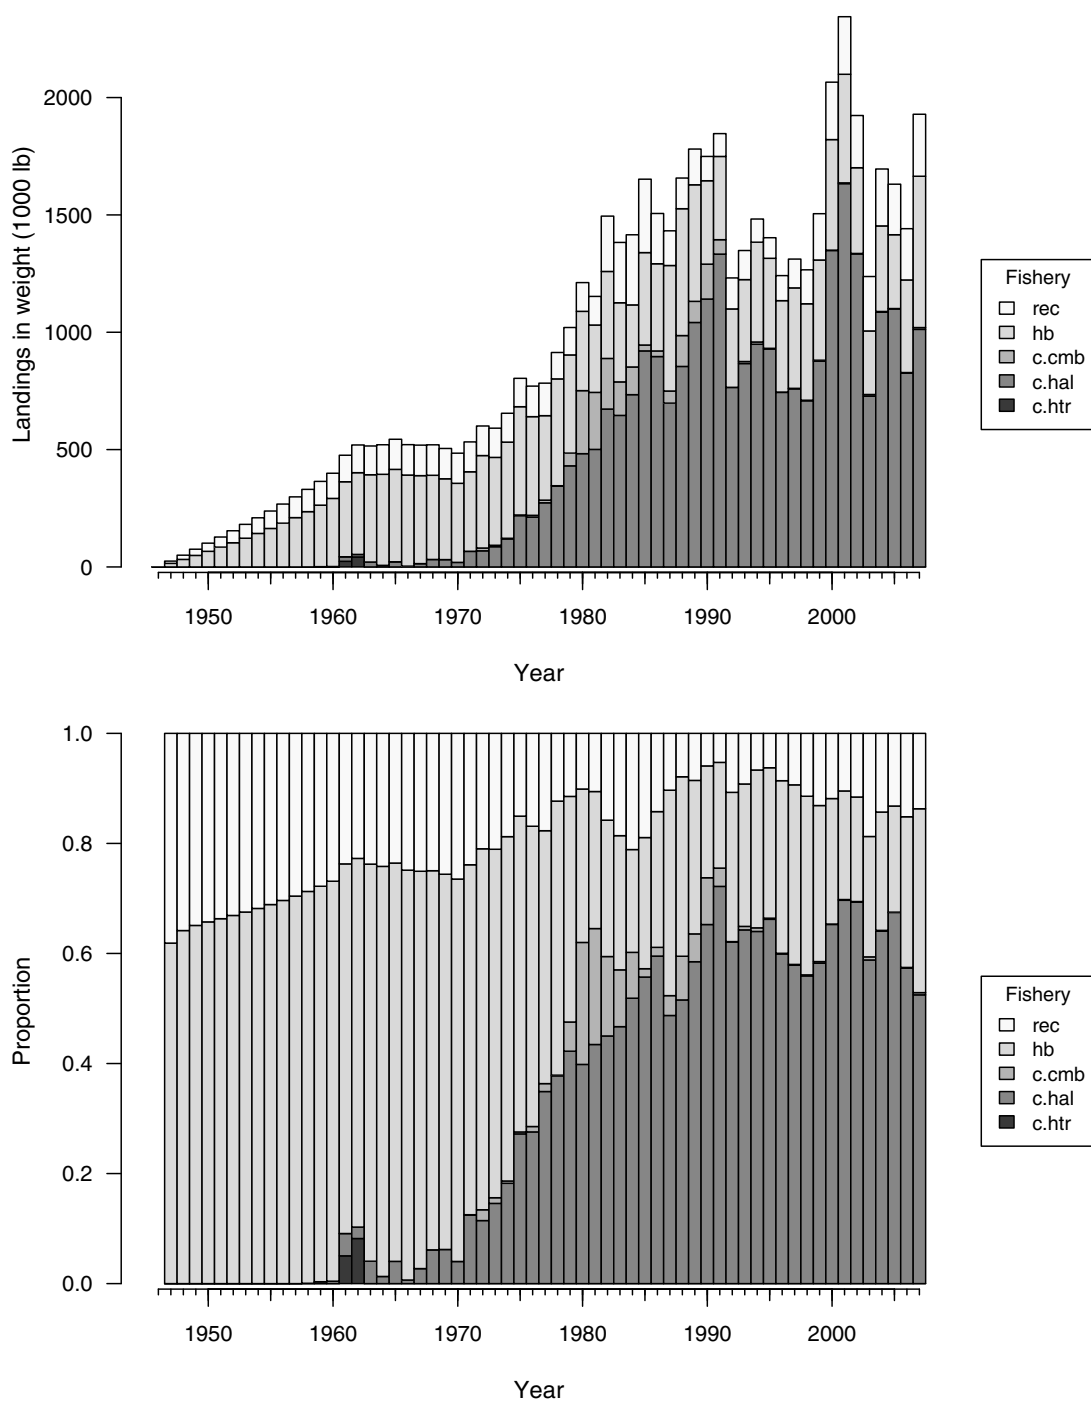 Landings in weight (1000 lb)
2000
1500
1000
500
0
1950 1960 1970 1980 1990 2000
Year
Fishery
rec
hb
c.cmb
c.hal
c.htr
Proportion
1.0
0.8
0.6
0.4
0.2
0.0
1950 1960 1970 1980 1990 2000
Year
Fishery
rec
hb
c.cmb
c.hal
c.htr